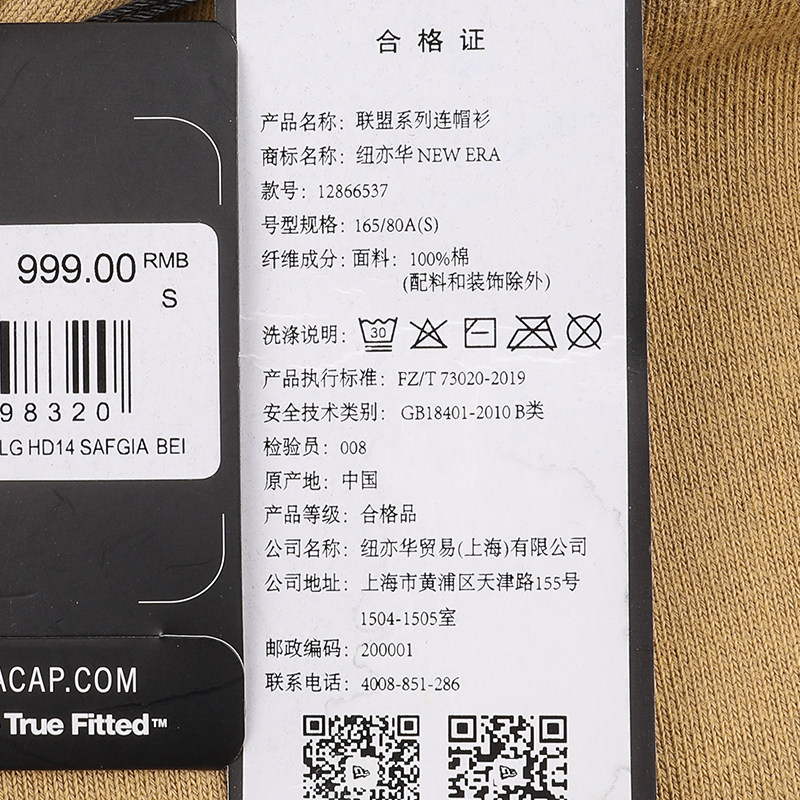 999.00 RMB
S
98320
LG HD14 SAFGIA BEI
ACAP.COM
True Fitted™
合格证
产品名称：联盟系列连帽衫
商标名称：纽亦华 NEW ERA
款号：12866537
号型规格：165/80A(S)
纤维成分：面料：100%棉
(配料和装饰除外)
洗涤说明：
30
产品执行标准：FZ/T 73020-2019
安全技术类别：GB18401-2010 B类
检验员：008
原产地：中国
产品等级：合格品
公司名称：纽亦华贸易(上海)有限公司
公司地址：上海市黄浦区天津路155号
1504-1505室
邮政编码：200001
联系电话：4008-851-286